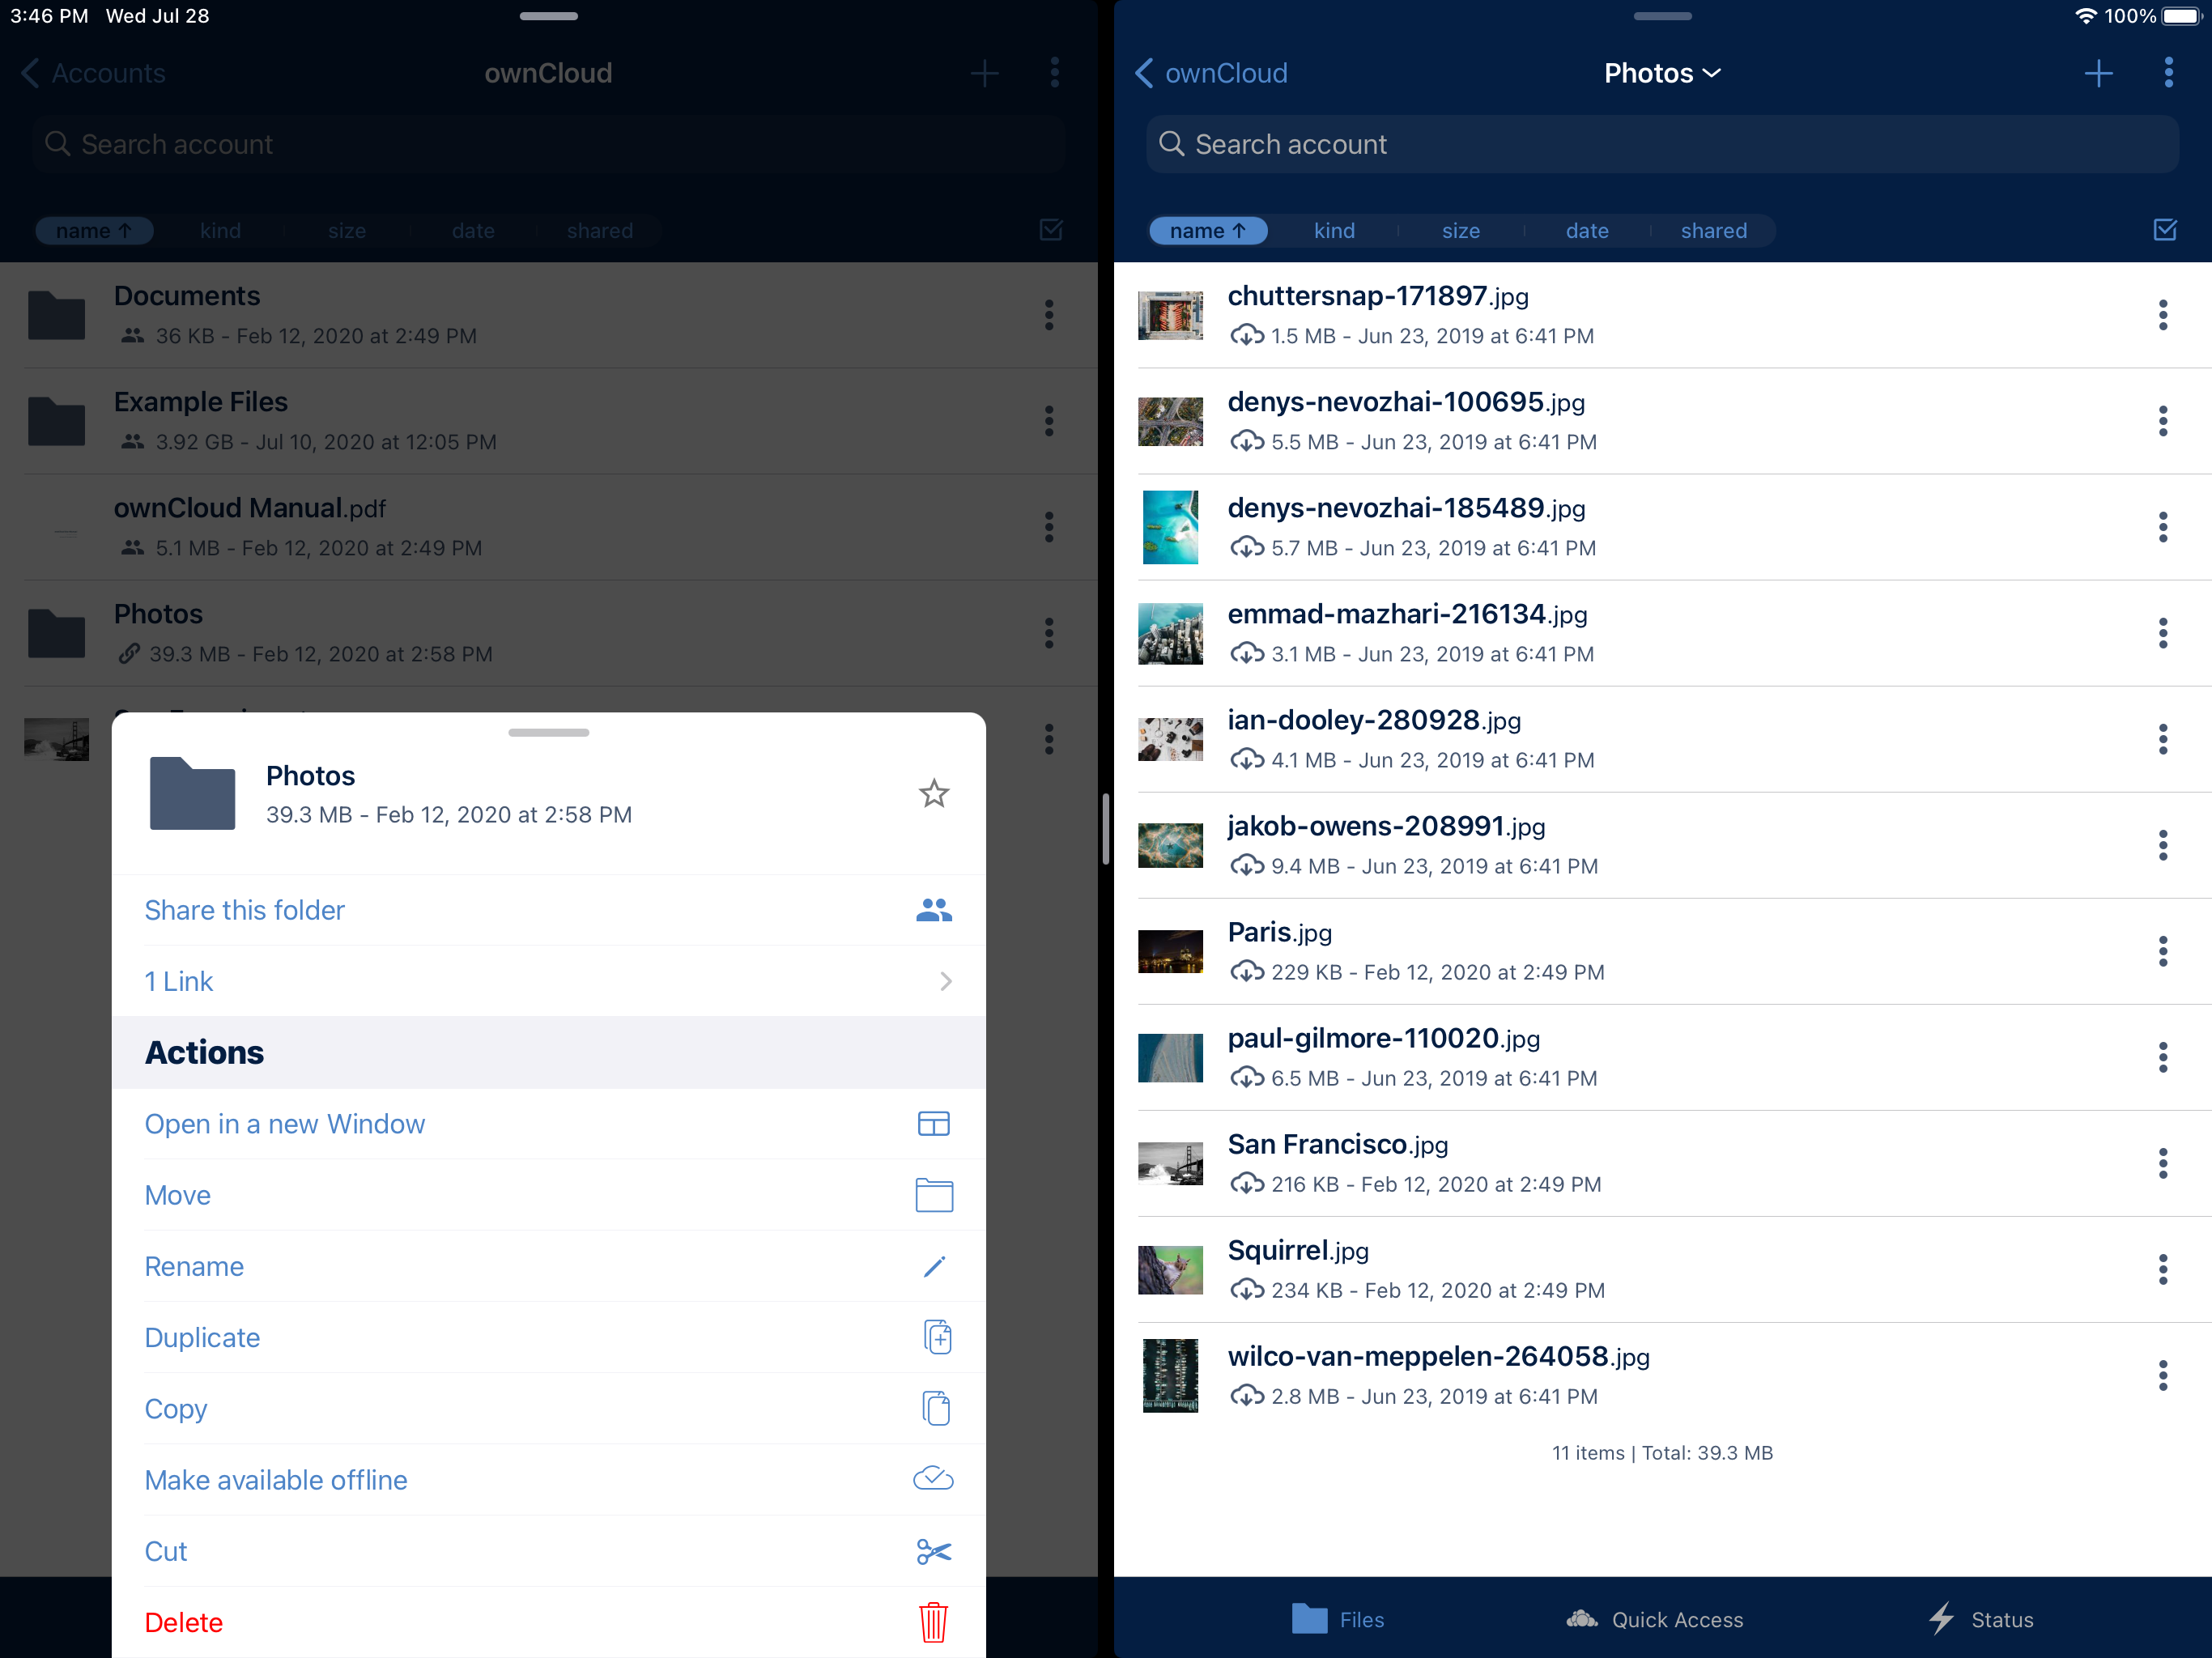 3:46 PM Wed Jul 28
Accounts
ownCloud
Search account
name ↑ kind size date shared
Documents
36 KB - Feb 12, 2020 at 2:49 PM
Example Files
3.92 GB - Jul 10, 2020 at 12:05 PM
ownCloud Manual.pdf
5.1 MB - Feb 12, 2020 at 2:49 PM
Photos
39.3 MB - Feb 12, 2020 at 2:58 PM
Photos
39.3 MB - Feb 12, 2020 at 2:58 PM
Share this folder
1 Link
Actions
Open in a new Window
Move
Rename
Duplicate
Copy
Make available offline
Cut
Delete
100%
ownCloud
Photos
Search account
name ↑ kind size date shared
chuttersnap-171897.jpg
1.5 MB - Jun 23, 2019 at 6:41 PM
denys-nevozhai-100695.jpg
5.5 MB - Jun 23, 2019 at 6:41 PM
denys-nevozhai-185489.jpg
5.7 MB - Jun 23, 2019 at 6:41 PM
emmad-mazhari-216134.jpg
3.1 MB - Jun 23, 2019 at 6:41 PM
ian-dooley-280928.jpg
4.1 MB - Jun 23, 2019 at 6:41 PM
jakob-owens-208991.jpg
9.4 MB - Jun 23, 2019 at 6:41 PM
Paris.jpg
229 KB - Feb 12, 2020 at 2:49 PM
paul-gilmore-110020.jpg
6.5 MB - Jun 23, 2019 at 6:41 PM
San Francisco.jpg
216 KB - Feb 12, 2020 at 2:49 PM
Squirrel.jpg
234 KB - Feb 12, 2020 at 2:49 PM
wilco-van-meppelen-264058.jpg
2.8 MB - Jun 23, 2019 at 6:41 PM
11 items | Total: 39.3 MB
Files
Quick Access
Status